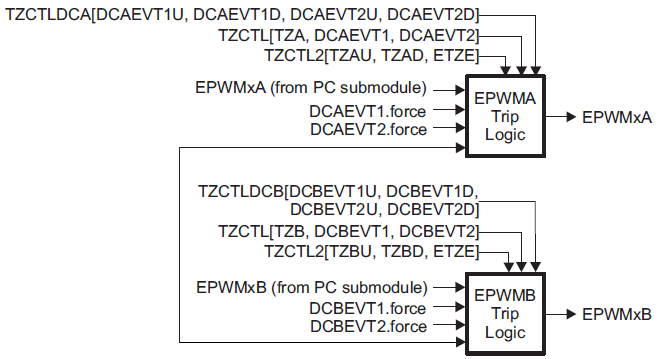 TZCTLDCA[DCAEVT1U, DCAEVT1D, DCAEVT2U, DCAEVT2D]
TZCTL[TZA, DCAEVT1, DCAEVT2]
TZCTL2[TZAU, TZAD, ETZE]
EPWMxA (from PC submodule)
DCAEVT1.force
DCAEVT2.force
EPWMA
Trip
Logic
EPWMxA
TZCTLDCB[DCBEVT1U, DCBEVT1D,
DCBEVT2U, DCBEVT2D]
TZCTL[TZB, DCBEVT1, DCBEVT2]
TZCTL2[TZBU, TZBD, ETZE]
EPWMxB (from PC submodule)
DCBEVT1.force
DCBEVT2.force
EPWMB
Trip
Logic
EPWMxB